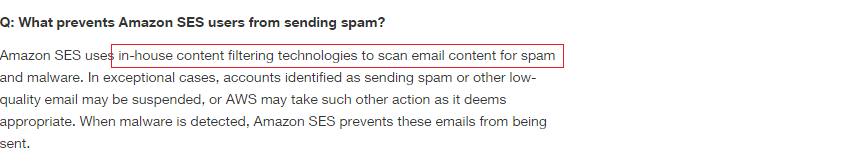 Q: What prevents Amazon SES users from sending spam?
Amazon SES uses in-house content filtering technologies to scan email content for spam
and malware. In exceptional cases, accounts identified as sending spam or other low-
quality email may be suspended, or AWS may take such other action as it deems
appropriate. When malware is detected, Amazon SES prevents these emails from being
sent.